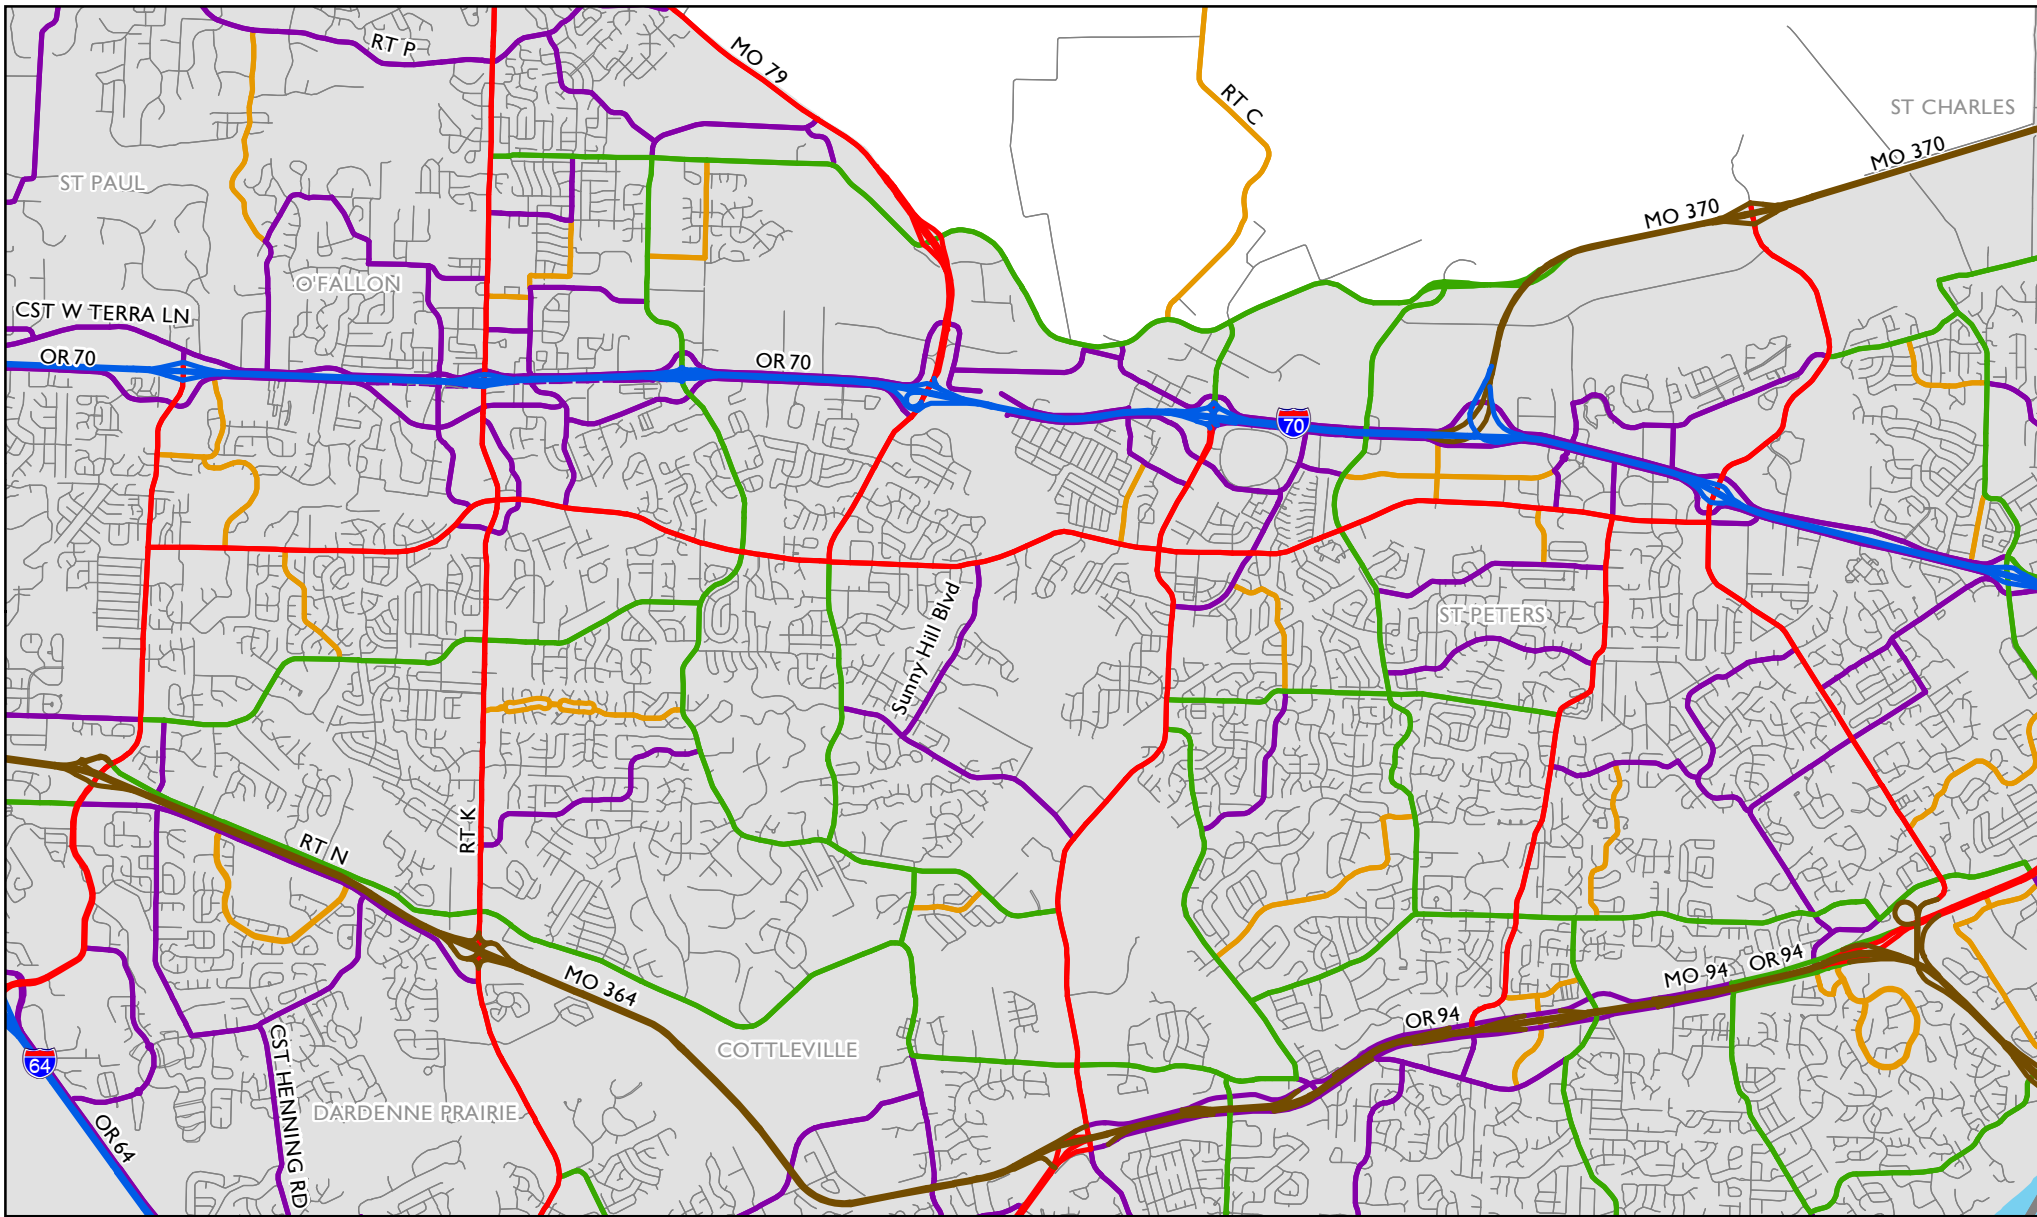 RT P
MO 79
RT C
ST CHARLES
MO 370
ST PAUL
MO 370
O'FALLON
CST W TERRA LN
OR 70
OR 70
70
Sunny Hill Blvd
ST PETERS
RT K
RT N
MO 364
MO 94
OR 94
OR 94
COTTLEVILLE
64
CST HENNING RD
DARDENNE PRAIRIE
OR 64